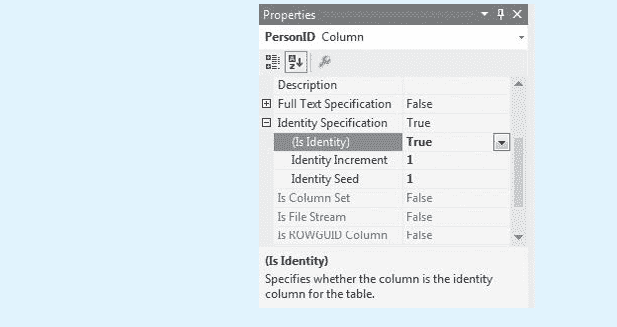 Properties
PersonID Column
Description
Full Text Specification False
Identity Specification True
(Is Identity) True
Identity Increment 1
Identity Seed 1
Is Column Set False
Is File Stream False
Is ROWGUID Column False
(Is Identity)
Specifies whether the column is the identity
column for the table.